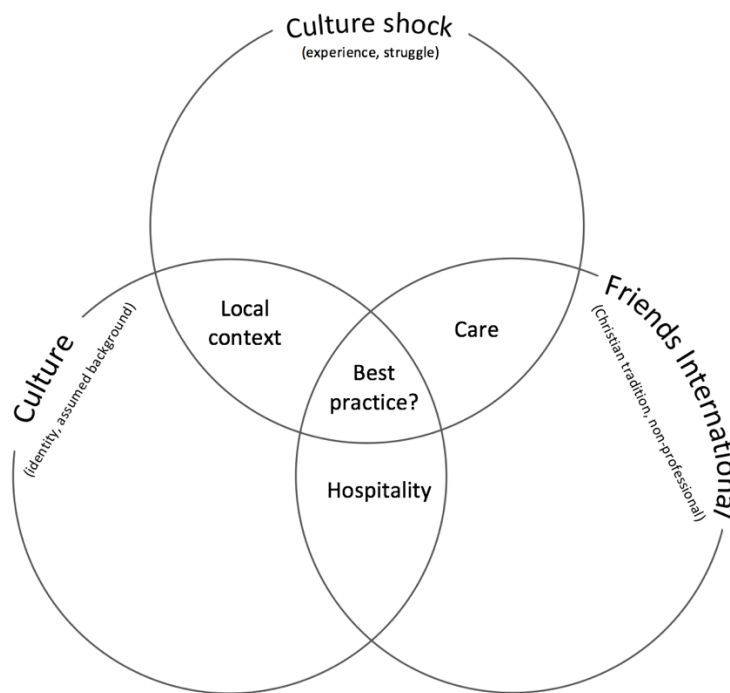 Culture shock
(experience, struggle)
Local
context
Care
Best
practice?
Hospitality
Culture
(identity, assumed background)
Friends International
(Christian tradition, non-professional)